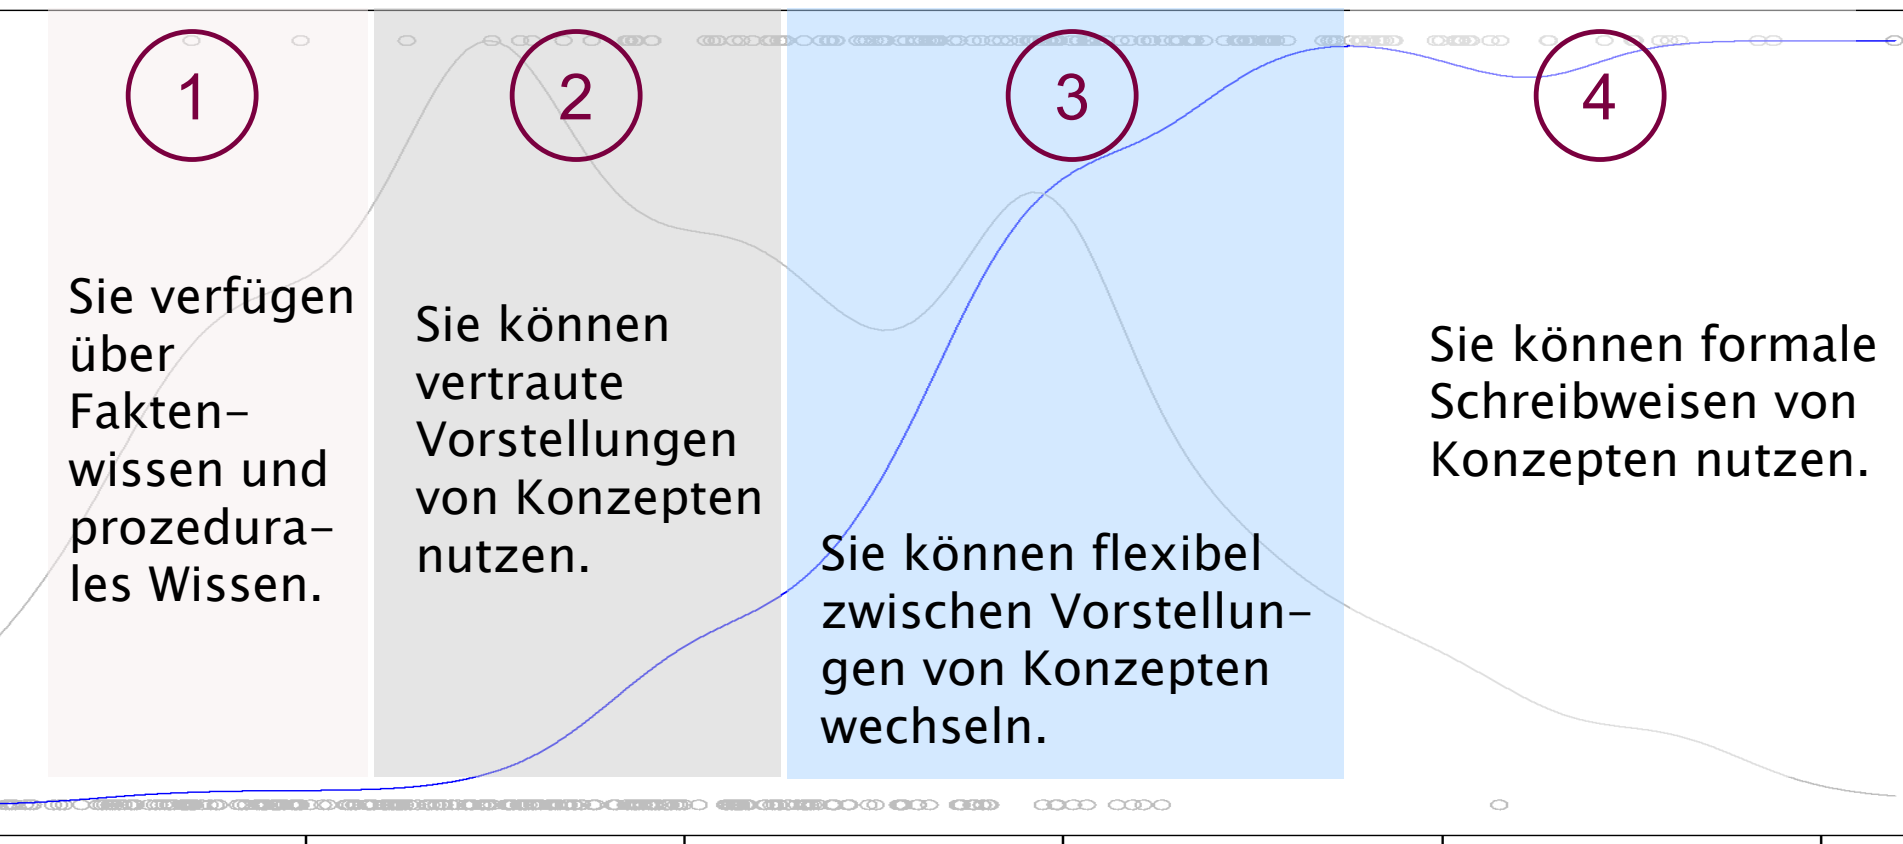 1
Sie verfügen
über
Fakten-
wissen und
prozedura-
les Wissen.
2
Sie können
vertraute
Vorstellungen
von Konzepten
nutzen.
3
Sie können flexibel
zwischen Vorstellun-
gen von Konzepten
wechseln.
4
Sie können formale
Schreibweisen von
Konzepten nutzen.